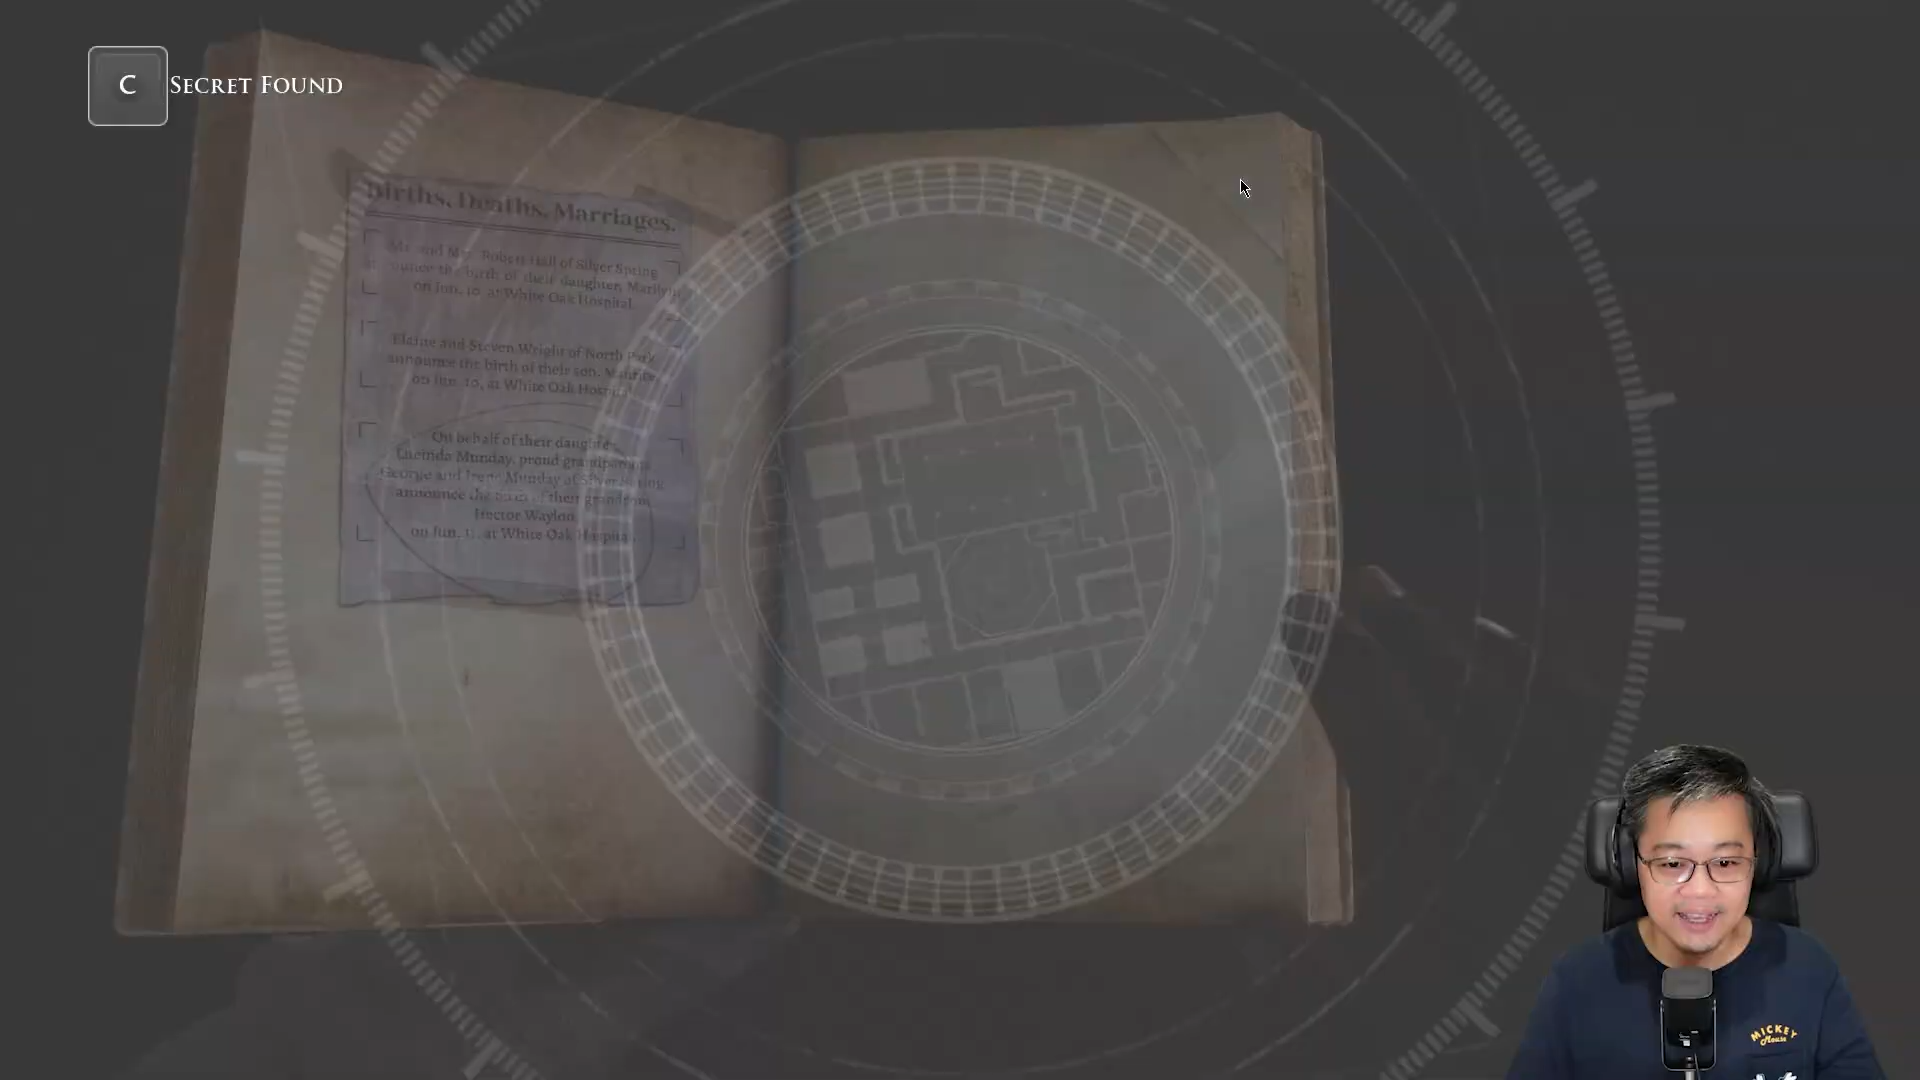 C SECRET FOUND
Births, Deaths, Marriages.
Mr. and Mrs. Robert Hall of Silver Spring
announce the birth of their daughter, Marilyn
on Jun. 10, at White Oak Hospital.
Elaine and Steven Wright of North Park
announce the birth of their son,
on Jun. 10, at White Oak Hospital.
On behalf of their daughter
Lucinda Munday, proud grandparents
George and Irene Munday of Silver Spring
announce the birth of their grandson
Hector Waylon,
on Jun. 11, at White Oak Hospital.
MICKEY
Mouse